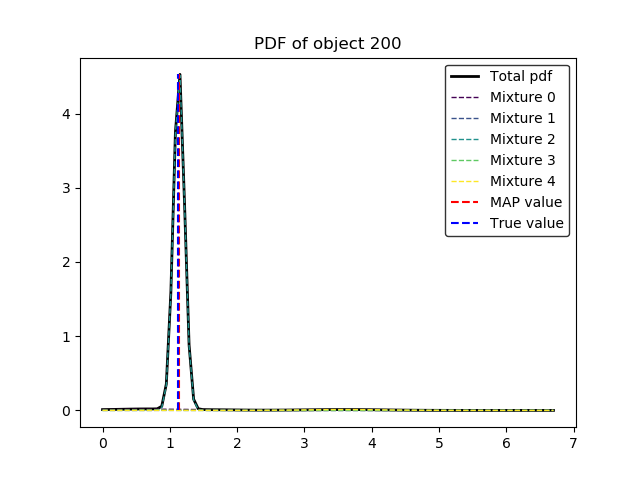 PDF of object 200
Total pdf
Mixture 0
Mixture 1
Mixture 2
Mixture 3
Mixture 4
MAP value
True value
4
3
2
1
0
0 1 2 3 4 5 6 7